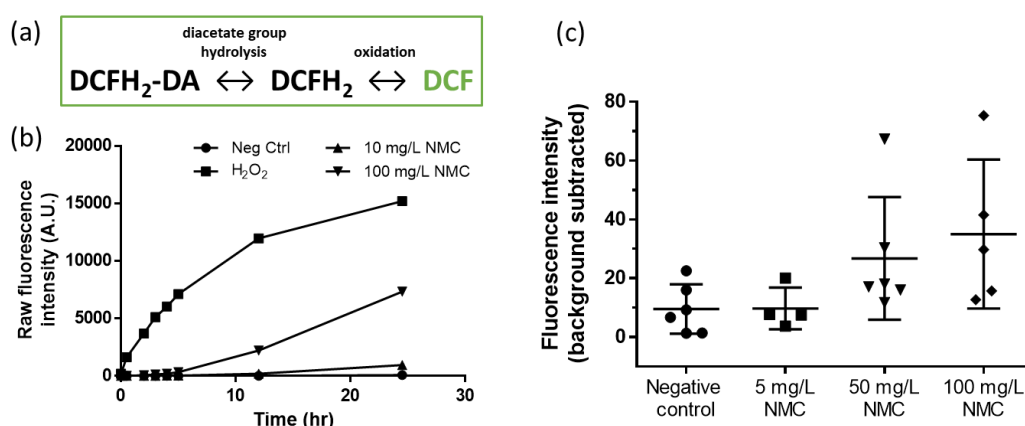 (a)
diacetate group
hydrolysis
oxidation
DCFH₂-DA ↔ DCFH₂ ↔ DCF
(b)
Neg Ctrl
H₂O₂
10 mg/L NMC
100 mg/L NMC
Raw fluorescence
intensity (A.U.)
20000
15000
10000
5000
0
0 10 20 30
Time (hr)
(c)
Fluorescence intensity
(background subtracted)
80
60
40
20
0
Negative
control
5 mg/L
NMC
50 mg/L
NMC
100 mg/L
NMC